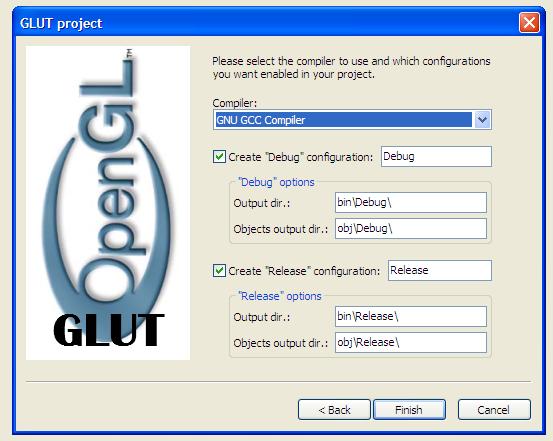 GLUT project
OpenGL™
GLUT
Please select the compiler to use and which configurations
you want enabled in your project.
Compiler:
GNU GCC Compiler
Create "Debug" configuration: Debug
"Debug" options
Output dir.: bin\Debug\
Objects output dir.: obj\Debug\
Create "Release" configuration: Release
"Release" options
Output dir.: bin\Release\
Objects output dir.: obj\Release\
< Back Finish Cancel